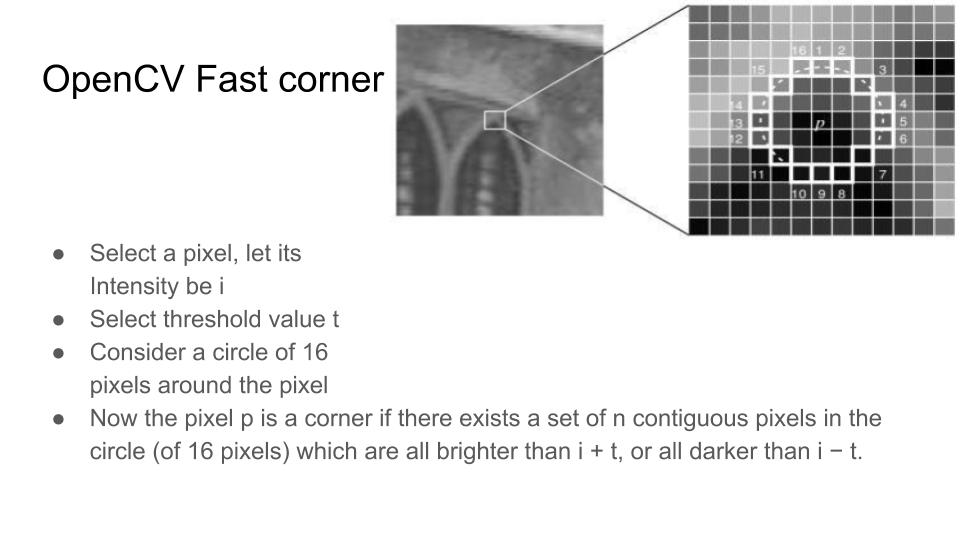 OpenCV Fast corner
16 1 2
15 3
14 4
13 p 5
12 6
11 7
10 9 8
● Select a pixel, let its
Intensity be i
● Select threshold value t
● Consider a circle of 16
pixels around the pixel
● Now the pixel p is a corner if there exists a set of n contiguous pixels in the
circle (of 16 pixels) which are all brighter than i + t, or all darker than i − t.